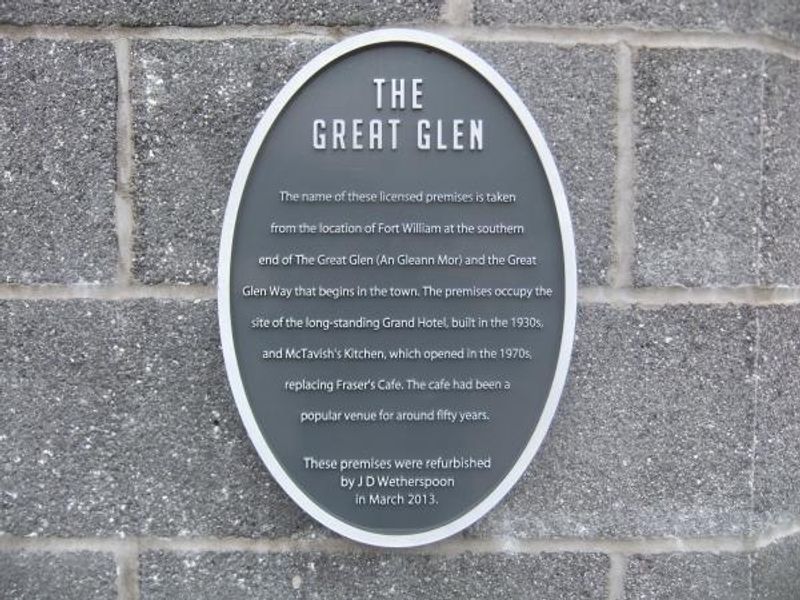 THE
GREAT GLEN
The name of these licensed premises is taken
from the location of Fort William at the southern
end of The Great Glen (An Gleann Mor) and the Great
Glen Way that begins in the town. The premises occupy the
site of the long-standing Grand Hotel, built in the 1930s,
and McTavish's Kitchen, which opened in the 1970s,
replacing Fraser's Cafe. The cafe had been a
popular venue for around fifty years.
These premises were refurbished
by J D Wetherspoon
in March 2013.